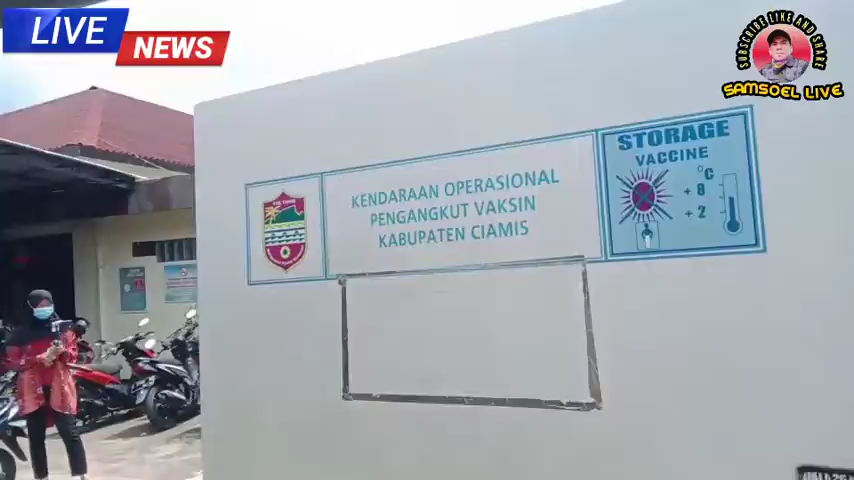 LIVE
NEWS
SUBSCRIBE LIKE AND SHARE
SAMSOEL LIVE
KENDARAAN OPERASIONAL
PENGANGKUT VAKSIN
KABUPATEN CIAMIS
STORAGE
VACCINE
°C
+ 8
+ 2